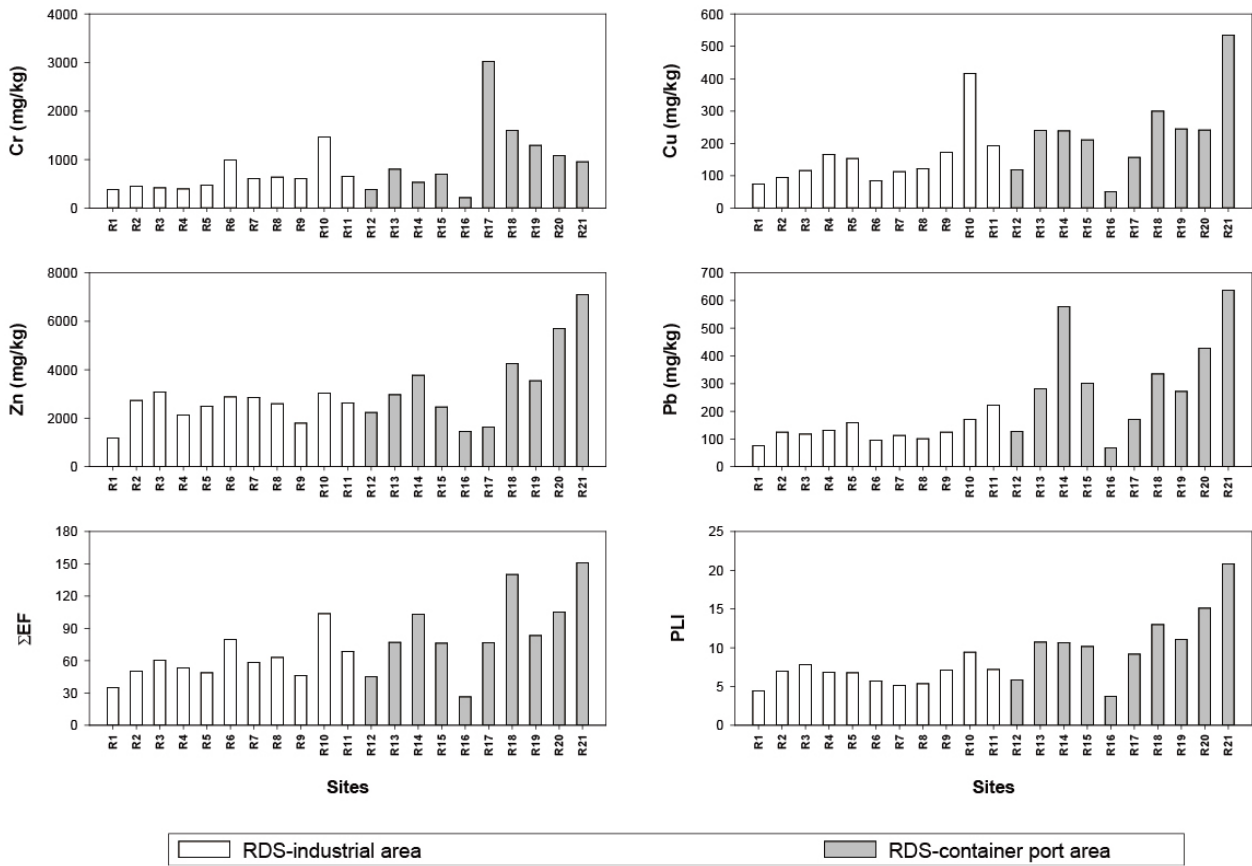 Cr (mg/kg)
4000
3000
2000
1000
0
R1 R2 R3 R4 R5 R6 R7 R8 R9 R10 R11 R12 R13 R14 R15 R16 R17 R18 R19 R20 R21
Cu (mg/kg)
600
500
400
300
200
100
0
R1 R2 R3 R4 R5 R6 R7 R8 R9 R10 R11 R12 R13 R14 R15 R16 R17 R18 R19 R20 R21
Zn (mg/kg)
8000
6000
4000
2000
0
R1 R2 R3 R4 R5 R6 R7 R8 R9 R10 R11 R12 R13 R14 R15 R16 R17 R18 R19 R20 R21
Pb (mg/kg)
700
600
500
400
300
200
100
0
R1 R2 R3 R4 R5 R6 R7 R8 R9 R10 R11 R12 R13 R14 R15 R16 R17 R18 R19 R20 R21
ΣEF
180
150
120
90
60
30
0
R1 R2 R3 R4 R5 R6 R7 R8 R9 R10 R11 R12 R13 R14 R15 R16 R17 R18 R19 R20 R21
Sites
PLI
25
20
15
10
5
0
R1 R2 R3 R4 R5 R6 R7 R8 R9 R10 R11 R12 R13 R14 R15 R16 R17 R18 R19 R20 R21
Sites
RDS-industrial area
RDS-container port area